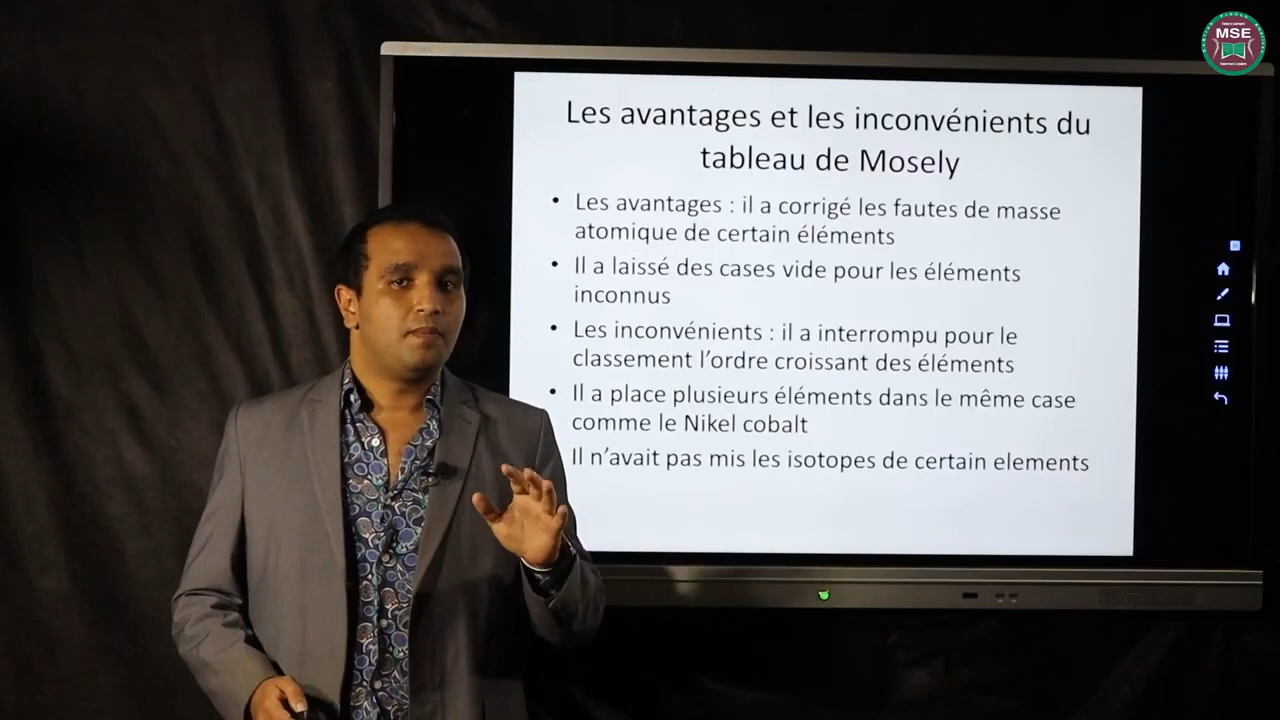 MSE
Les avantages et les inconvénients du
tableau de Mosely
• Les avantages : il a corrigé les fautes de masse
atomique de certain éléments
• Il a laissé des cases vide pour les éléments
inconnus
• Les inconvénients : il a interrompu pour le
classement l'ordre croissant des éléments
• Il a place plusieurs éléments dans le même case
comme le Nikel cobalt
Il n'avait pas mis les isotopes de certain elements